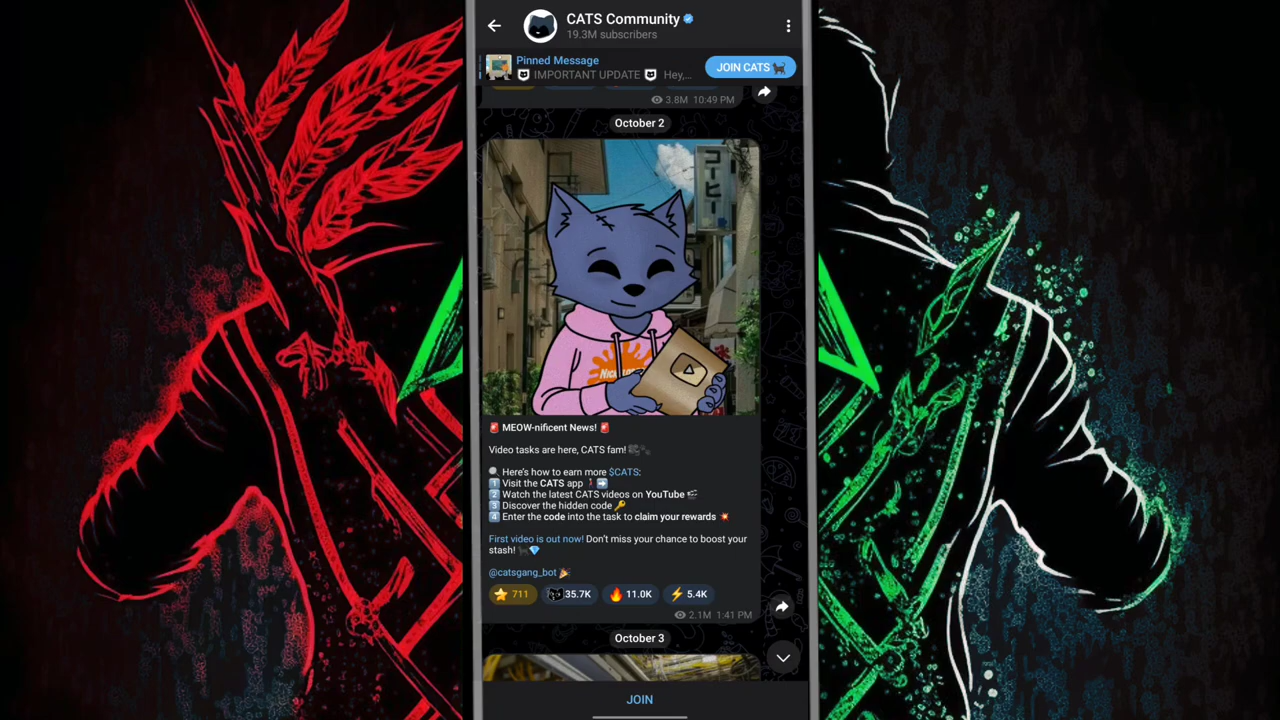 CATS Community
19.3M subscribers
Pinned Message
IMPORTANT UPDATE Hey,...
JOIN CATS🐈‍⬛
3.8M 10:49 PM
October 2
コーヒー
🚨 MEOW-nificent News! 🚨
Video tasks are here, CATS fam!
🔍 Here's how to earn more $CATS:
1️⃣ Visit the CATS app 🚶➡️
2️⃣ Watch the latest CATS videos on YouTube 🎬
3️⃣ Discover the hidden code 🔑
4️⃣ Enter the code into the task to claim your rewards 💥
First video is out now! Don't miss your chance to boost your
stash! 🐈‍⬛💎
@catsgang_bot 🎉
⭐ 711 35.7K 🔥 11.0K ⚡ 5.4K
2.1M 1:41 PM
October 3
JOIN